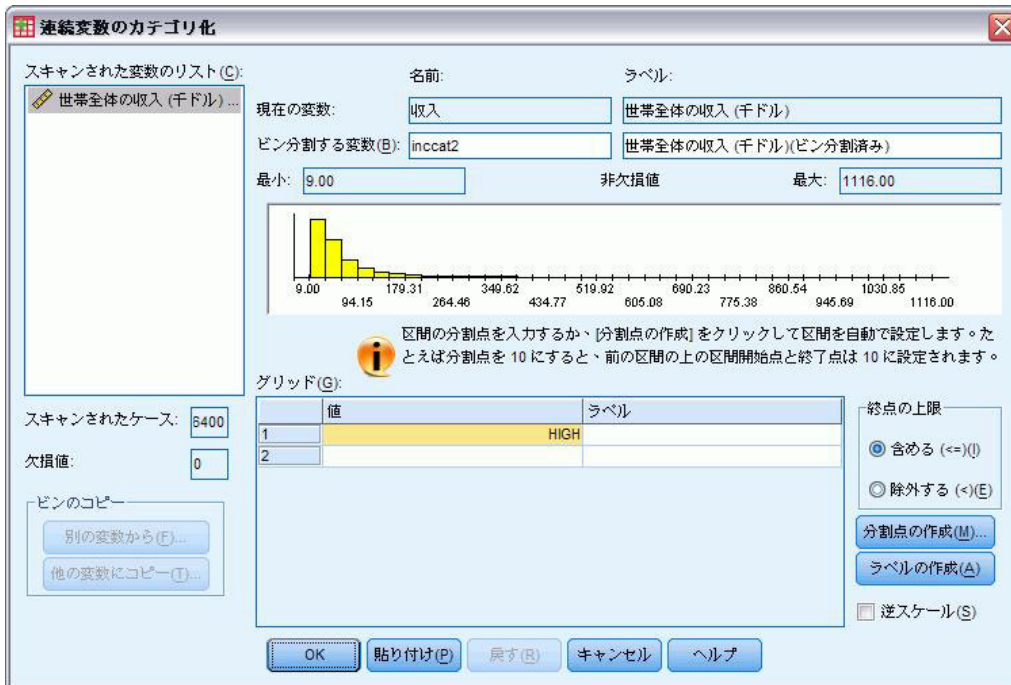 連続変数のカテゴリ化
スキャンされた変数のリスト(C):
世帯全体の収入 (千ドル) ...
名前:
ラベル:
現在の変数:
収入
世帯全体の収入 (千ドル)
ビン分割する変数(B):
inccat2
世帯全体の収入 (千ドル)(ビン分割済み)
最小:
9.00
非欠損値
最大:
1116.00
9.00 179.31 349.62 519.92 690.23 860.54 1030.85
94.15 264.46 434.77 605.08 775.38 945.69 1116.00
区間の分割点を入力するか、[分割点の作成] をクリックして区間を自動で設定します。た
とえば分割点を 10 にすると、前の区間の上の区間開始点と終了点は 10 に設定されます。
グリッド(G):
値
ラベル
1
HIGH
2
スキャンされたケース:
6400
欠損値:
0
ビンのコピー
別の変数から(F)...
他の変数にコピー(T)...
終点の上限
含める (<=)(I)
除外する (<)(E)
分割点の作成(M)...
ラベルの作成(A)
逆スケール(S)
OK
貼り付け(P)
戻す(R)
キャンセル
ヘルプ